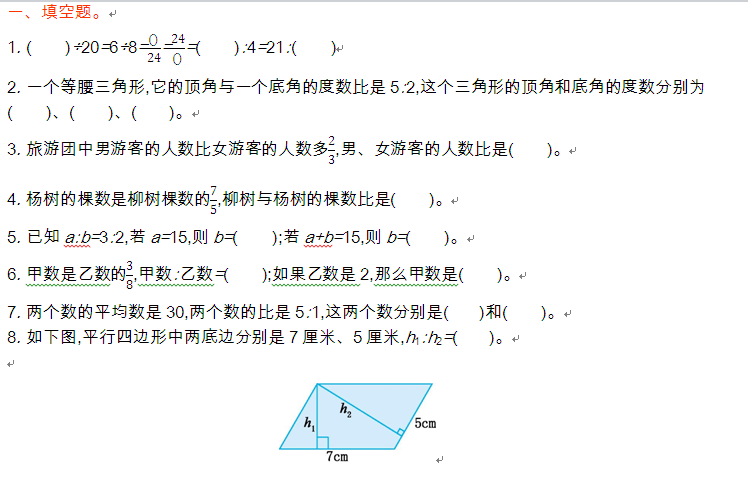 一、填空题。
1. (　　)÷20=6÷8=()/24=24/()=(　　):4=21:(　　)
2. 一个等腰三角形,它的顶角与一个底角的度数比是 5:2,这个三角形的顶角和底角的度数分别为
(　　)、(　　)、(　　)。
3. 旅游团中男游客的人数比女游客的人数多2/3,男、女游客的人数比是(　　)。
4. 杨树的棵数是柳树棵数的7/5,柳树与杨树的棵数比是(　　)。
5. 已知 a:b=3:2,若 a=15,则 b=(　　);若 a+b=15,则 b=(　　)。
6. 甲数是乙数的3/8,甲数:乙数=(　　);如果乙数是 2,那么甲数是(　　)。
7. 两个数的平均数是 30,两个数的比是 5:1,这两个数分别是(　　)和(　　)。
8. 如下图,平行四边形中两底边分别是 7 厘米、5 厘米,h₁:h₂=(　　)。
h₂
h₁
5cm
7cm